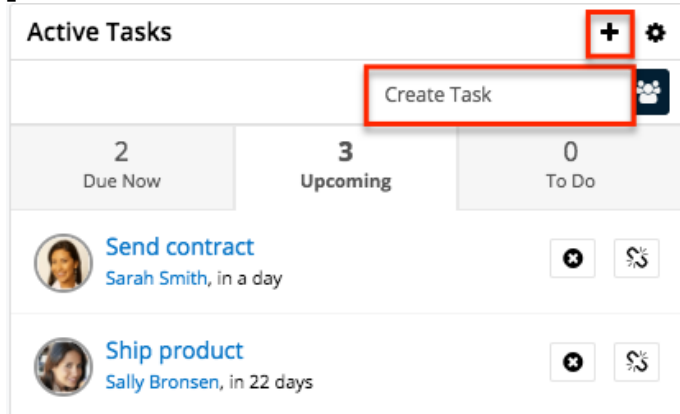 Active Tasks
Create Task
2 3 0
Due Now Upcoming To Do
Send contract
Sarah Smith, in a day
Ship product
Sally Bronsen, in 22 days